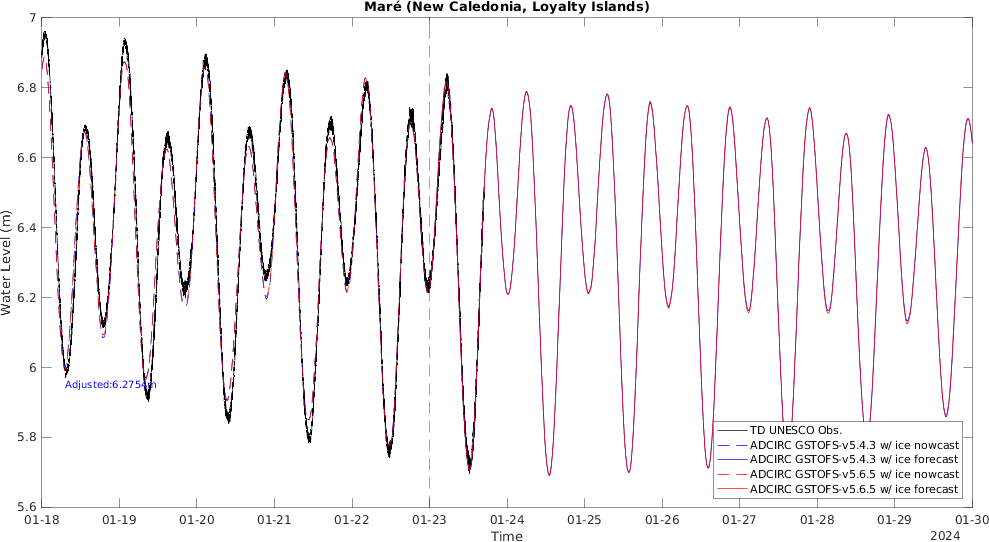 Maré (New Caledonia, Loyalty Islands)
7
6.8
6.6
6.4
6.2
6
5.8
5.6
Water Level (m)
Adjusted:6.2754m
TD UNESCO Obs.
ADCIRC GSTOFS-v5.4.3 w/ ice nowcast
ADCIRC GSTOFS-v5.4.3 w/ ice forecast
ADCIRC GSTOFS-v5.6.5 w/ ice nowcast
ADCIRC GSTOFS-v5.6.5 w/ ice forecast
01-18 01-19 01-20 01-21 01-22 01-23 01-24 01-25 01-26 01-27 01-28 01-29 01-30
Time
2024